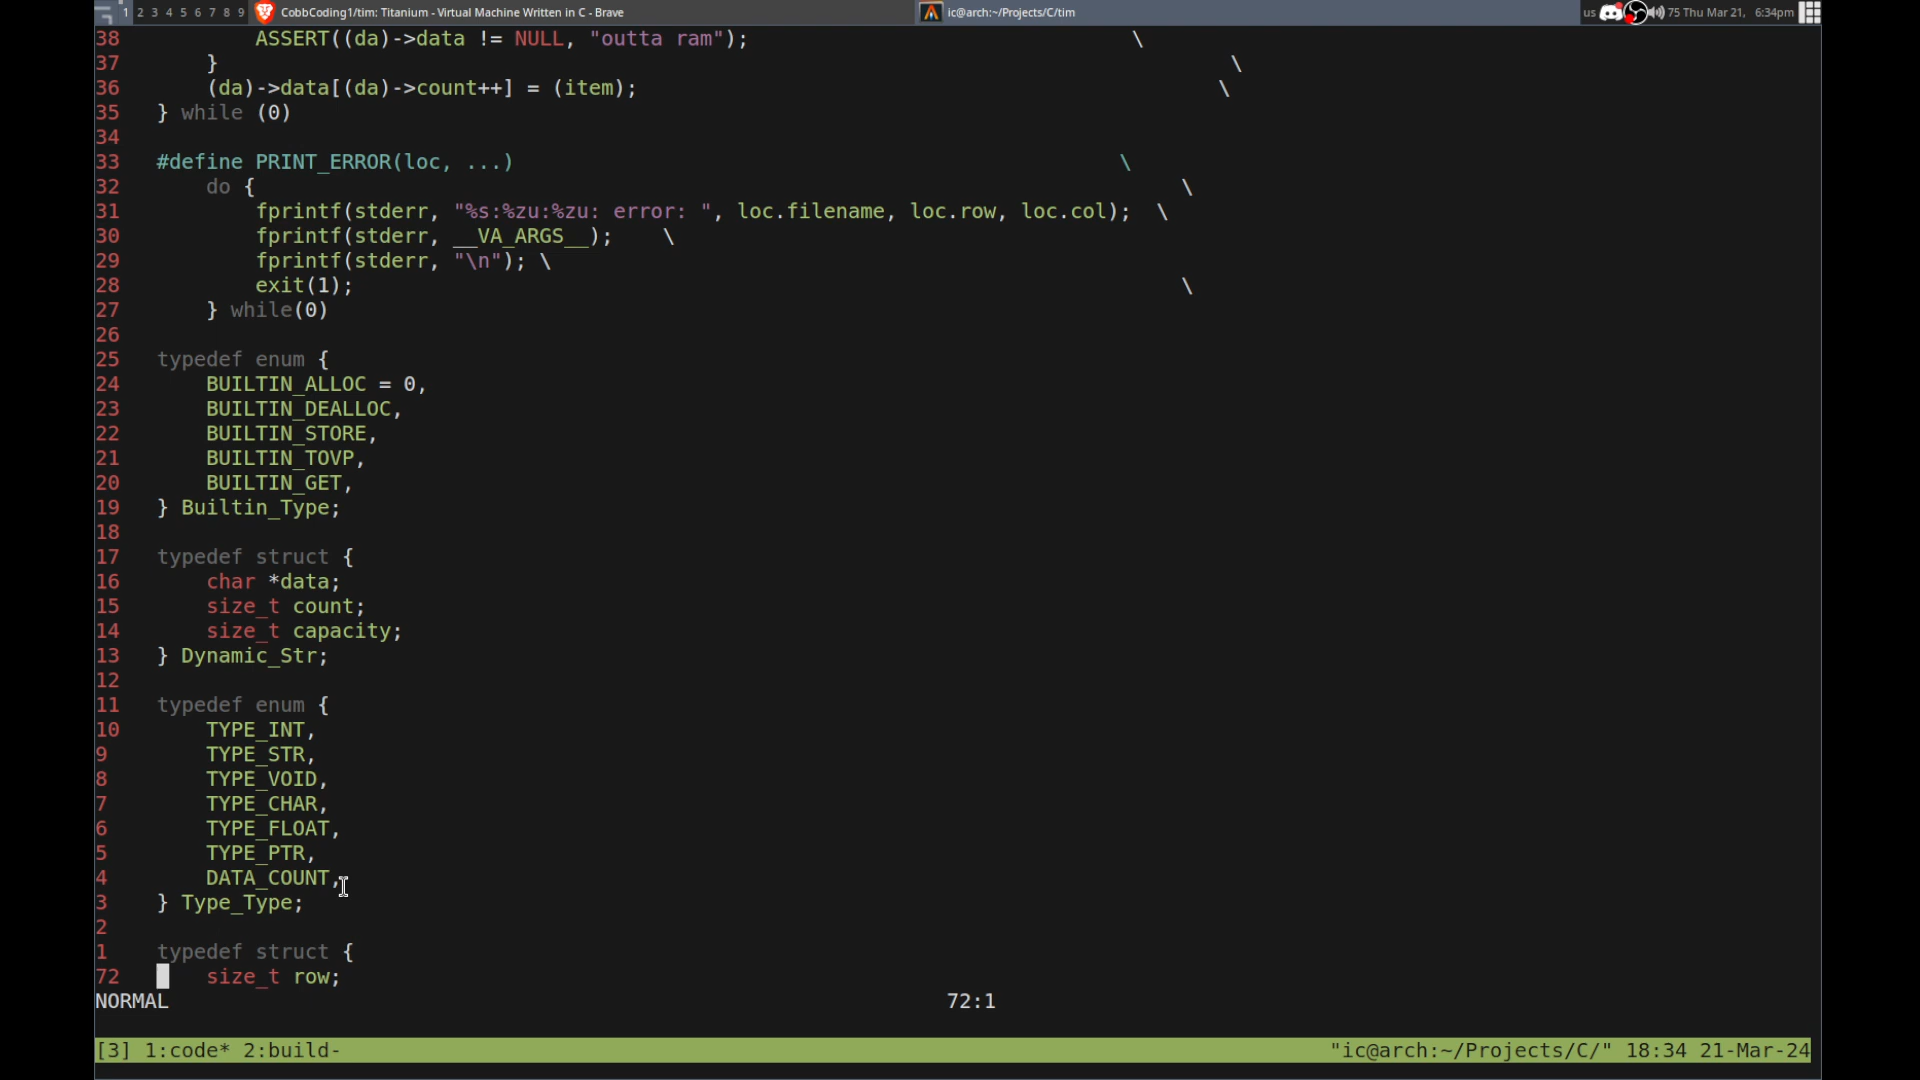 1 2 3 4 5 6 7 8 9 CobbCoding1/tim: Titanium - Virtual Machine Written in C - Brave ic@arch:~/Projects/C/tim us 75 Thu Mar 21, 6:34pm
38 ASSERT((da)->data != NULL, "outta ram"); \
37 } \
36 (da)->data[(da)->count++] = (item); \
35 } while (0)
34
33 #define PRINT_ERROR(loc, ...) \
32 do { \
31 fprintf(stderr, "%s:%zu:%zu: error: ", loc.filename, loc.row, loc.col); \
30 fprintf(stderr, __VA_ARGS__); \
29 fprintf(stderr, "\n"); \
28 exit(1); \
27 } while(0)
26
25 typedef enum {
24 BUILTIN_ALLOC = 0,
23 BUILTIN_DEALLOC,
22 BUILTIN_STORE,
21 BUILTIN_TOVP,
20 BUILTIN_GET,
19 } Builtin_Type;
18
17 typedef struct {
16 char *data;
15 size_t count;
14 size_t capacity;
13 } Dynamic_Str;
12
11 typedef enum {
10 TYPE_INT,
9 TYPE_STR,
8 TYPE_VOID,
7 TYPE_CHAR,
6 TYPE_FLOAT,
5 TYPE_PTR,
4 DATA_COUNT,
3 } Type_Type;
2
1 typedef struct {
72 size_t row;
NORMAL 72:1
[3] 1:code* 2:build- "ic@arch:~/Projects/C/" 18:34 21-Mar-24